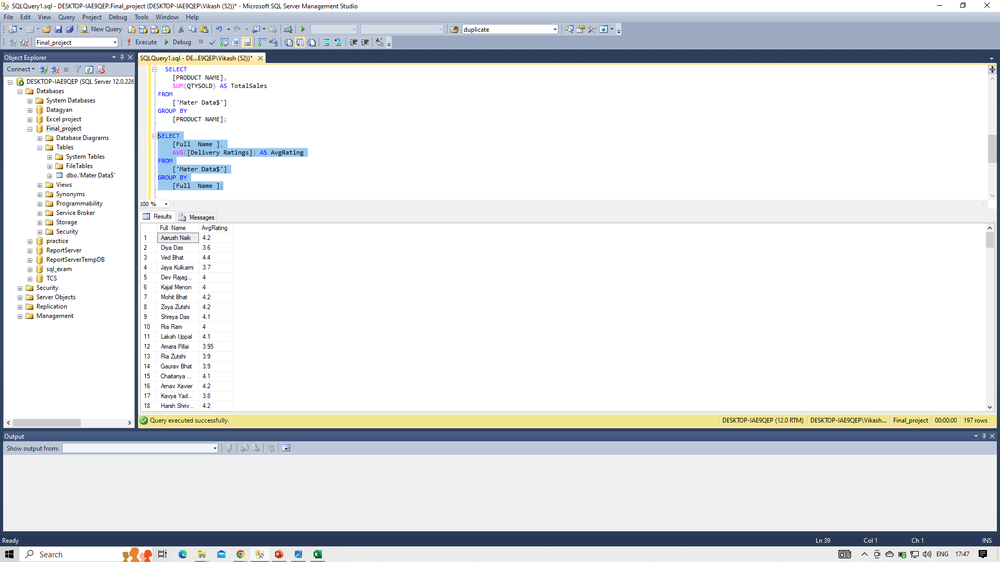 SQLQuery1.sql - DESKTOP-IAE9QEP.Final_project (DESKTOP-IAE9QEP\Vikash (52))* - Microsoft SQL Server Management Studio
File Edit View Query Project Debug Tools Window Help
New Query duplicate
Final_project Execute Debug
Object Explorer
SQLQuery1.sql - DE...E9QEP\Vikash (52))*
Connect
DESKTOP-IAE9QEP (SQL Server 12.0.226
Databases
System Databases
Datagyan
Excel project
Final_project
Database Diagrams
Tables
System Tables
FileTables
dbo.'Mater Data$'
Views
Synonyms
Programmability
Service Broker
Storage
Security
practice
ReportServer
ReportServerTempDB
sql_exam
TCS
Security
Server Objects
Replication
Management
SELECT
[PRODUCT NAME],
SUM(QTYSOLD) AS TotalSales
FROM
['Mater Data$']
GROUP BY
[PRODUCT NAME];
SELECT
[Full  Name ],
AVG([Delivery Ratings]) AS AvgRating
FROM
['Mater Data$']
GROUP BY
[Full  Name ];
100 %
Results Messages
Full  Name AvgRating
1 Aarush Naik 4.2
2 Diya Das 3.6
3 Ved Bhat 4.4
4 Jaya Kulkarni 3.7
5 Dev Rajag... 4
6 Kajal Menon 4
7 Mohit Bhat 4.2
8 Zoya Zutshi 4.2
9 Shreya Das 4.1
10 Ria Ram 4
11 Laksh Uppal 4.1
12 Amara Pillai 3.95
13 Ria Zutshi 3.9
14 Gaurav Bhat 3.9
15 Chaitanya ... 4.1
16 Arnav Xavier 4.2
17 Kavya Yad... 3.8
18 Harsh Shriv... 4.2
Query executed successfully. DESKTOP-IAE9QEP (12.0 RTM) DESKTOP-IAE9QEP\Vikash... Final_project 00:00:00 197 rows
Output
Show output from:
Ready Ln 39 Col 1 Ch 1 INS
Search ENG 17:47